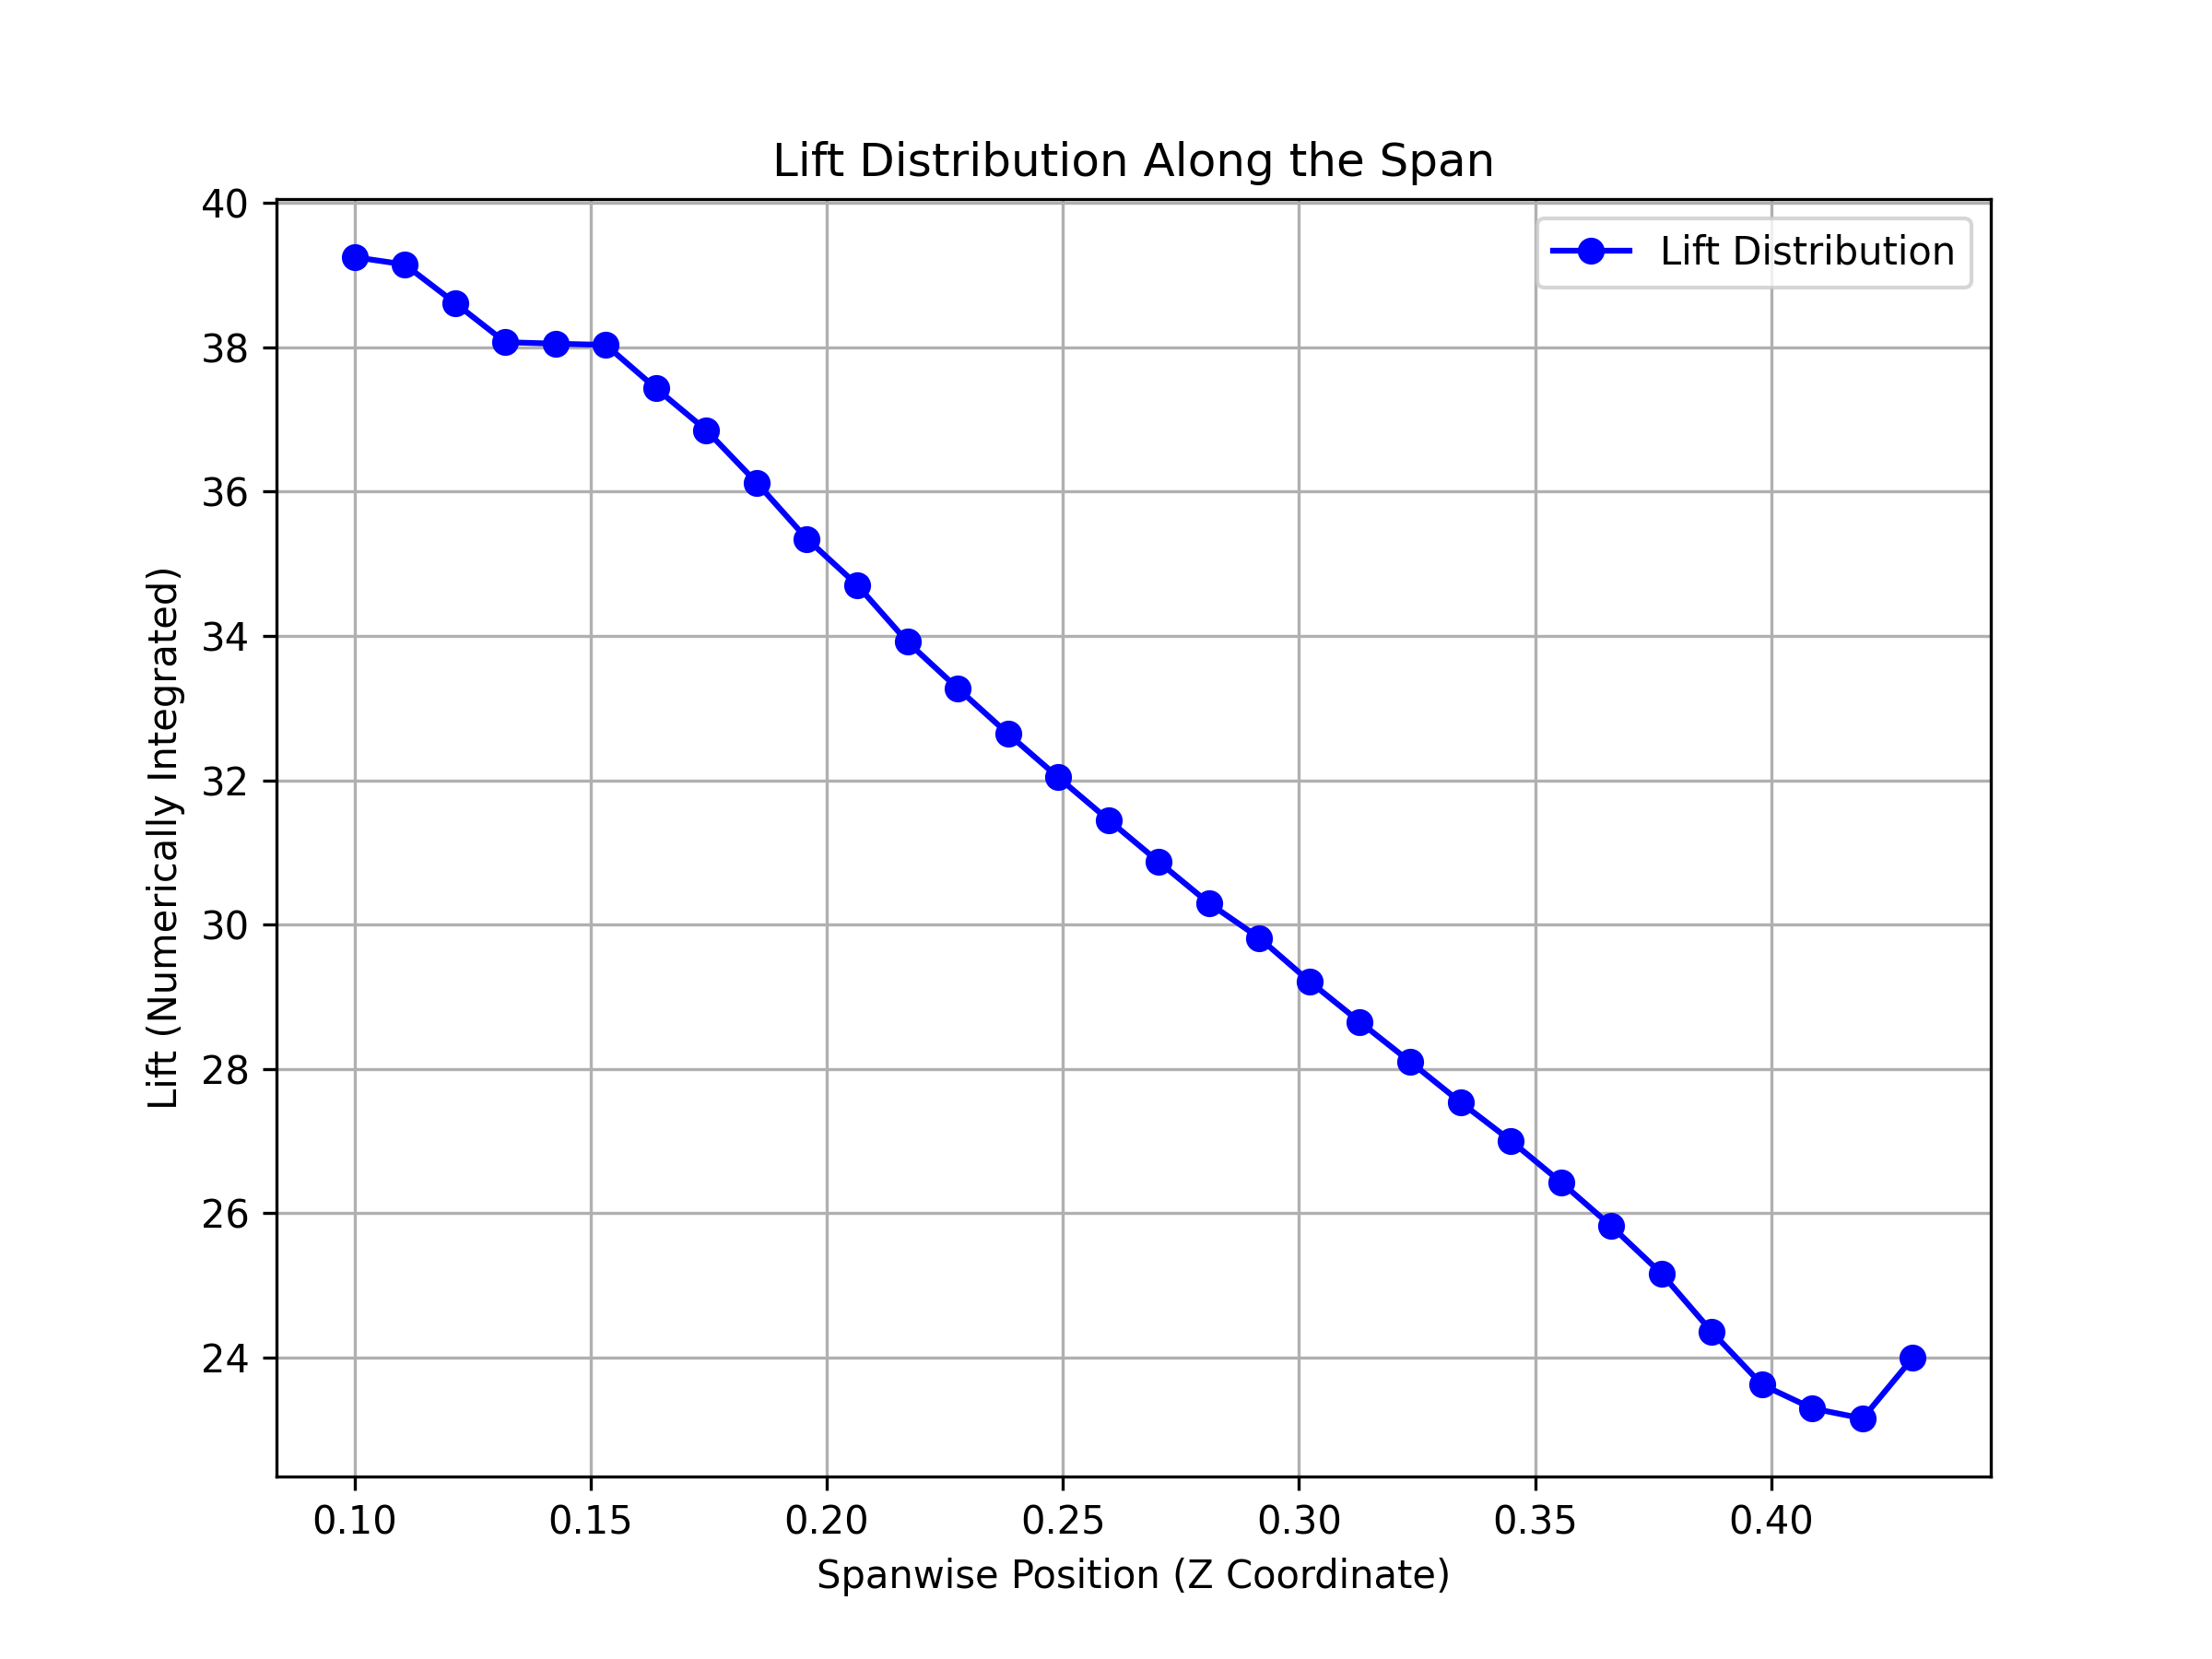 Lift Distribution Along the Span
Lift Distribution
40
38
36
34
32
30
28
26
24
Lift (Numerically Integrated)
0.10 0.15 0.20 0.25 0.30 0.35 0.40
Spanwise Position (Z Coordinate)